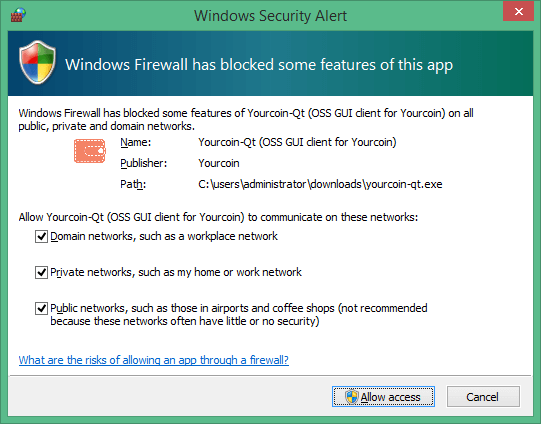 Windows Security Alert
Windows Firewall has blocked some features of this app
Windows Firewall has blocked some features of Yourcoin-Qt (OSS GUI client for Yourcoin) on all
public, private and domain networks.
Name: Yourcoin-Qt (OSS GUI client for Yourcoin)
Publisher: Yourcoin
Path: C:\users\administrator\downloads\yourcoin-qt.exe
Allow Yourcoin-Qt (OSS GUI client for Yourcoin) to communicate on these networks:
Domain networks, such as a workplace network
Private networks, such as my home or work network
Public networks, such as those in airports and coffee shops (not recommended
because these networks often have little or no security)
What are the risks of allowing an app through a firewall?
Allow access Cancel